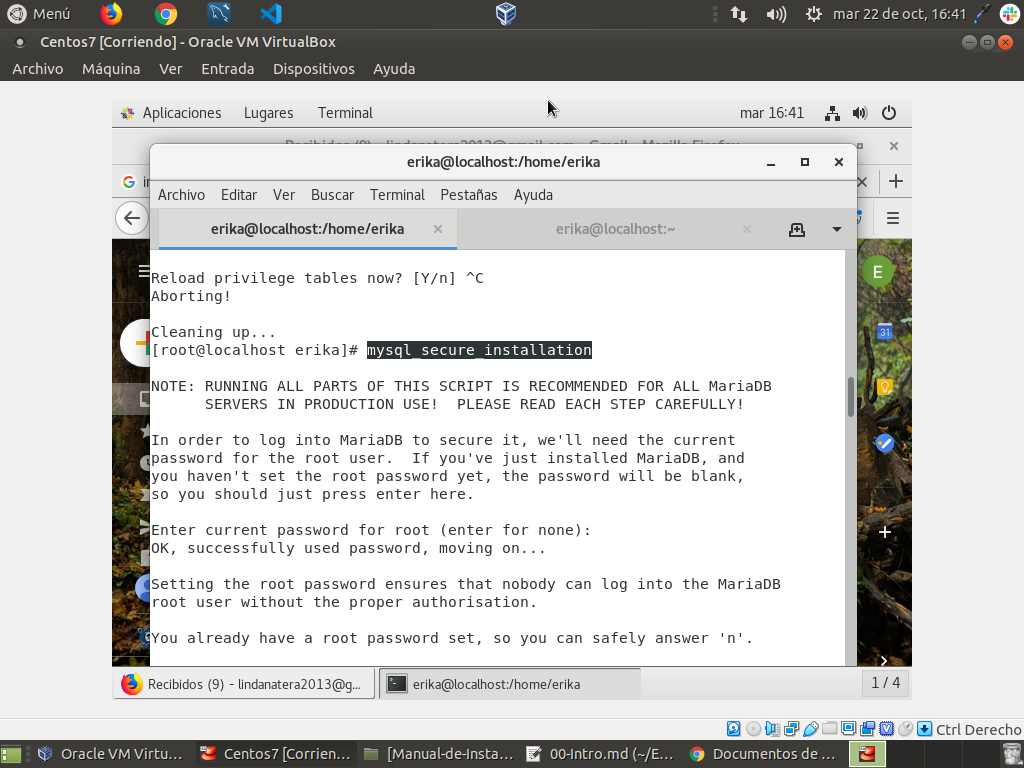 Menú
mar 22 de oct, 16:41
Centos7 [Corriendo] - Oracle VM VirtualBox
Archivo Máquina Ver Entrada Dispositivos Ayuda
Aplicaciones Lugares Terminal mar 16:41
Recibidos (9) - lindanatera2013@gmail.com - Gmail - Mozilla Firefox
erika@localhost:/home/erika
Archivo Editar Ver Buscar Terminal Pestañas Ayuda
erika@localhost:/home/erika
erika@localhost:~
E
31
Reload privilege tables now? [Y/n] ^C
Aborting!
Cleaning up...
[root@localhost erika]# mysql_secure_installation
NOTE: RUNNING ALL PARTS OF THIS SCRIPT IS RECOMMENDED FOR ALL MariaDB
SERVERS IN PRODUCTION USE!  PLEASE READ EACH STEP CAREFULLY!
In order to log into MariaDB to secure it, we'll need the current
password for the root user.  If you've just installed MariaDB, and
you haven't set the root password yet, the password will be blank,
so you should just press enter here.
Enter current password for root (enter for none):
OK, successfully used password, moving on...
Setting the root password ensures that nobody can log into the MariaDB
root user without the proper authorisation.
You already have a root password set, so you can safely answer 'n'.
Recibidos (9) - lindanatera2013@g...
erika@localhost:/home/erika
1 / 4
Ctrl Derecho
Oracle VM Virtu...
Centos7 [Corrien...
[Manual-de-Insta...
00-Intro.md (~/E...
Documentos de ...